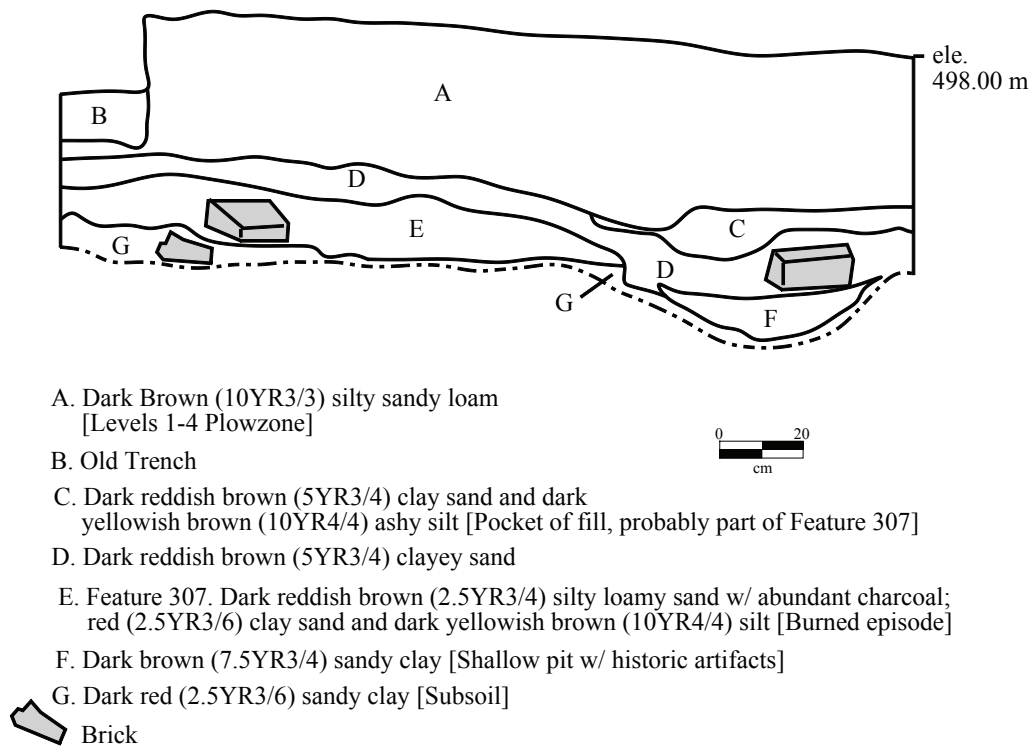 ele.
498.00 m
A
B
D
C
E
G
D
G
F
A. Dark Brown (10YR3/3) silty sandy loam
[Levels 1-4 Plowzone]
0 20
cm
B. Old Trench
C. Dark reddish brown (5YR3/4) clay sand and dark
yellowish brown (10YR4/4) ashy silt [Pocket of fill, probably part of Feature 307]
D. Dark reddish brown (5YR3/4) clayey sand
E. Feature 307. Dark reddish brown (2.5YR3/4) silty loamy sand w/ abundant charcoal;
red (2.5YR3/6) clay sand and dark yellowish brown (10YR4/4) silt [Burned episode]
F. Dark brown (7.5YR3/4) sandy clay [Shallow pit w/ historic artifacts]
G. Dark red (2.5YR3/6) sandy clay [Subsoil]
Brick